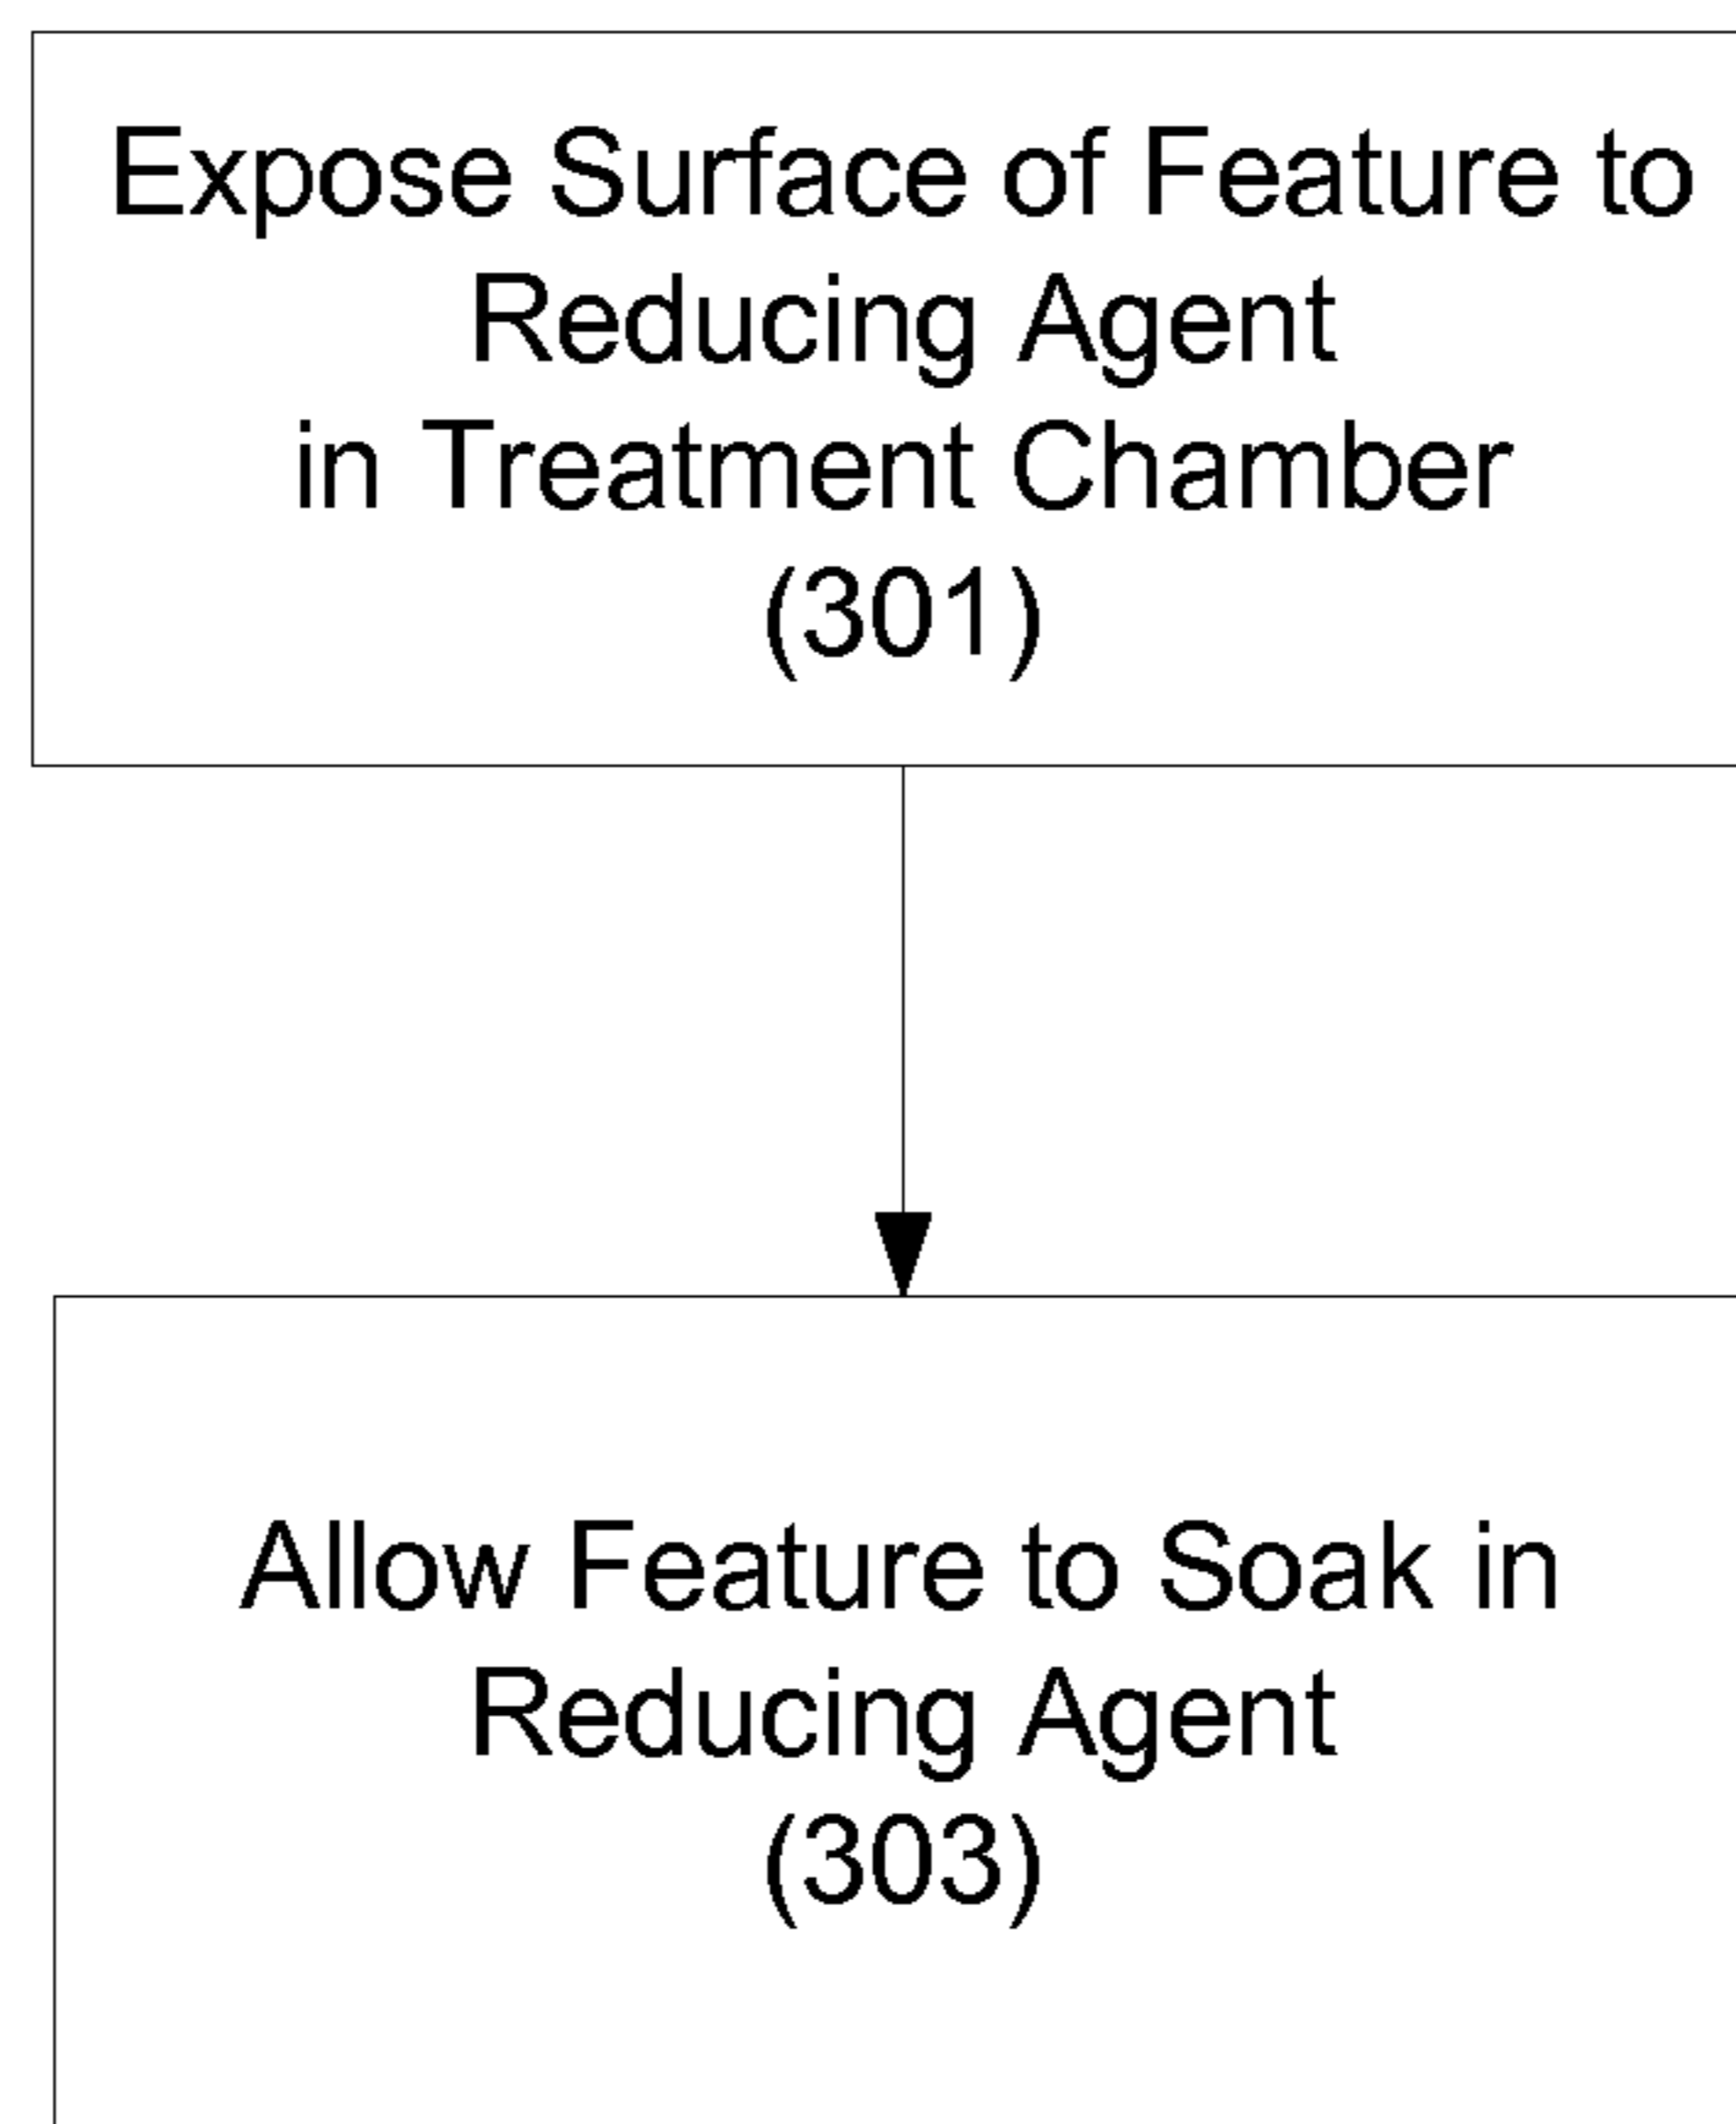 Expose Surface of Feature to
Reducing Agent
in Treatment Chamber
(301)
Allow Feature to Soak in
Reducing Agent
(303)